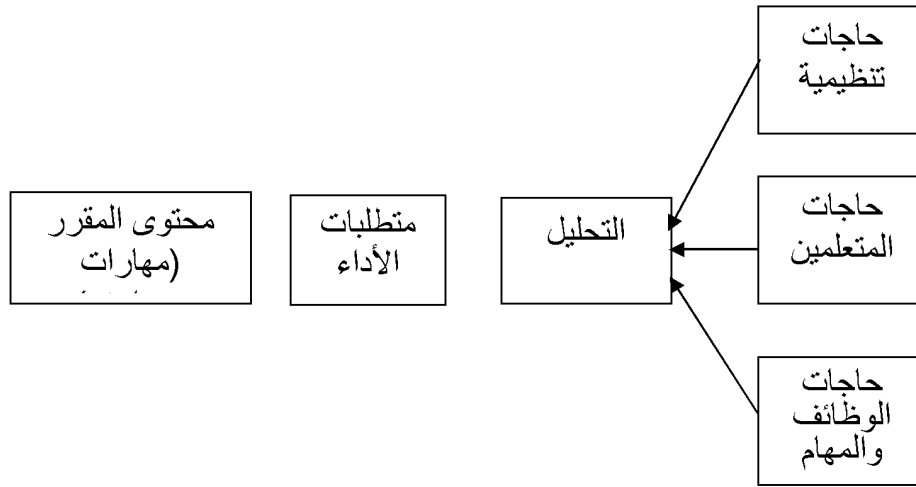 حاجات
تنظيمية
حاجات
المتعلمين
حاجات
الوظائف
والمهام
التحليل
متطلبات
الأداء
محتوى المقرر
(مهارات